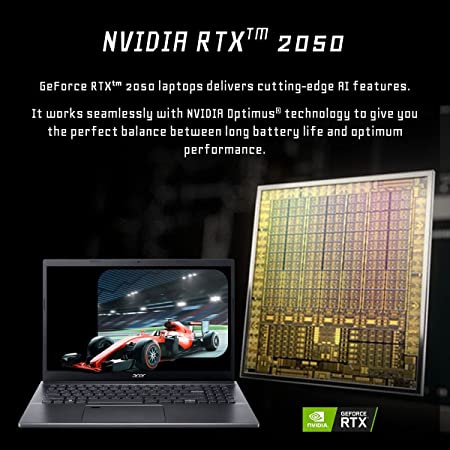 NVIDIA RTX™ 2050
GeForce RTX™ 2050 laptops delivers cutting-edge AI features.
It works seamlessly with NVIDIA Optimus® technology to give you
the perfect balance between long battery life and optimum
performance.
acer
NVIDIA
GEFORCE
RTX